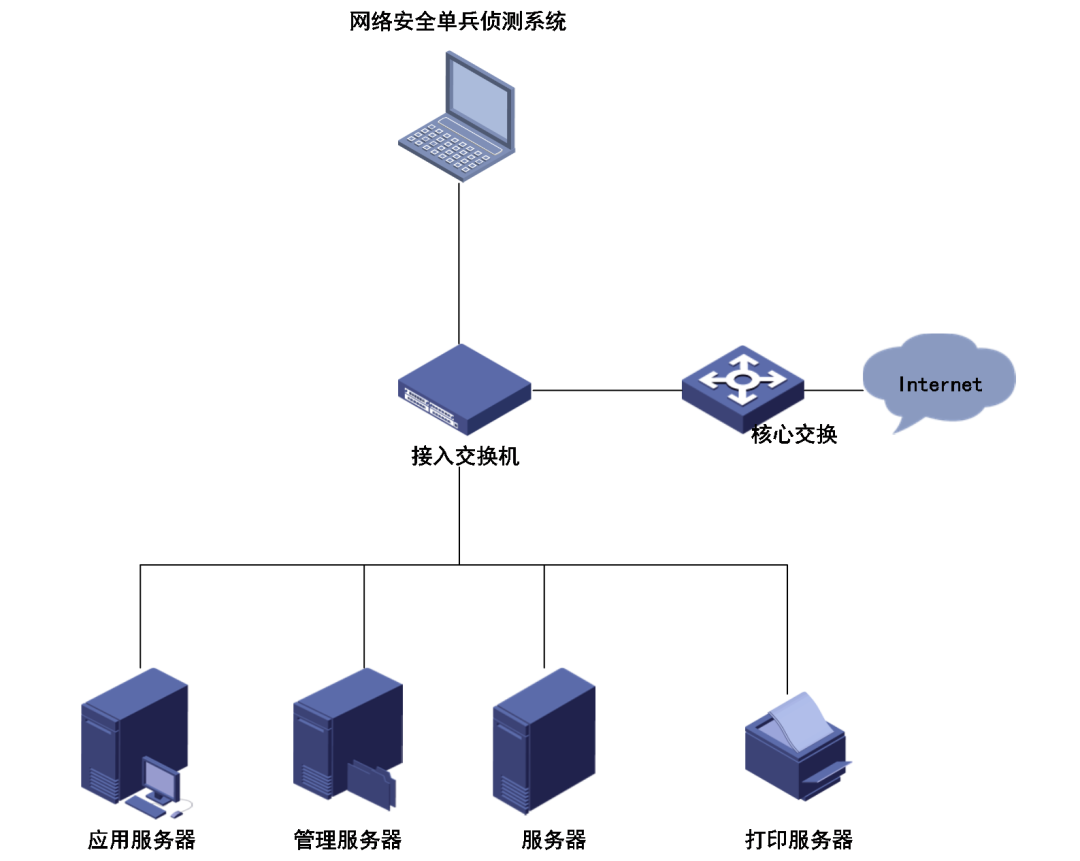 网络安全单兵侦测系统
Internet
核心交换
接入交换机
应用服务器
管理服务器
服务器
打印服务器